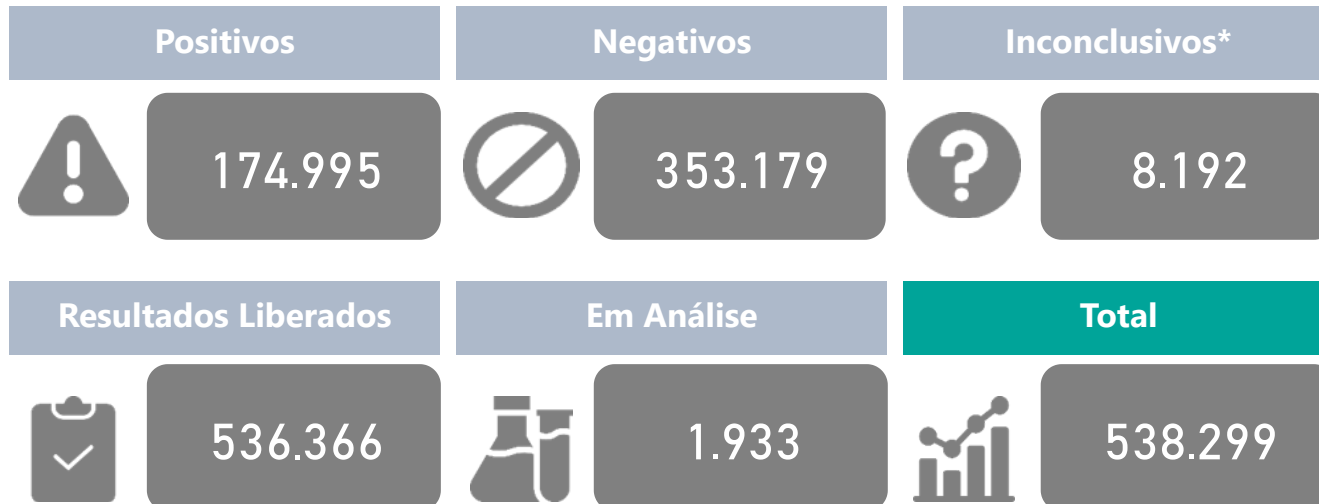 Positivos
Negativos
Inconclusivos*
174.995
353.179
8.192
Resultados Liberados
Em Análise
Total
536.366
1.933
538.299